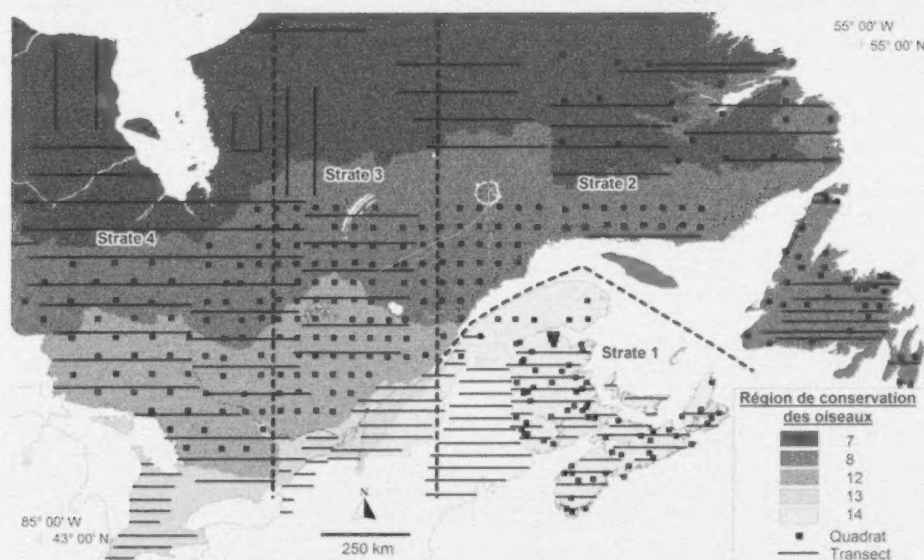 55° 00' W
55° 00' N
Strate 3
Strate 2
Strate 4
Strate 1
Région de conservation
des oiseaux
7
8
12
13
14
Quadrat
Transect
N
250 km
85° 00' W
43° 00' N